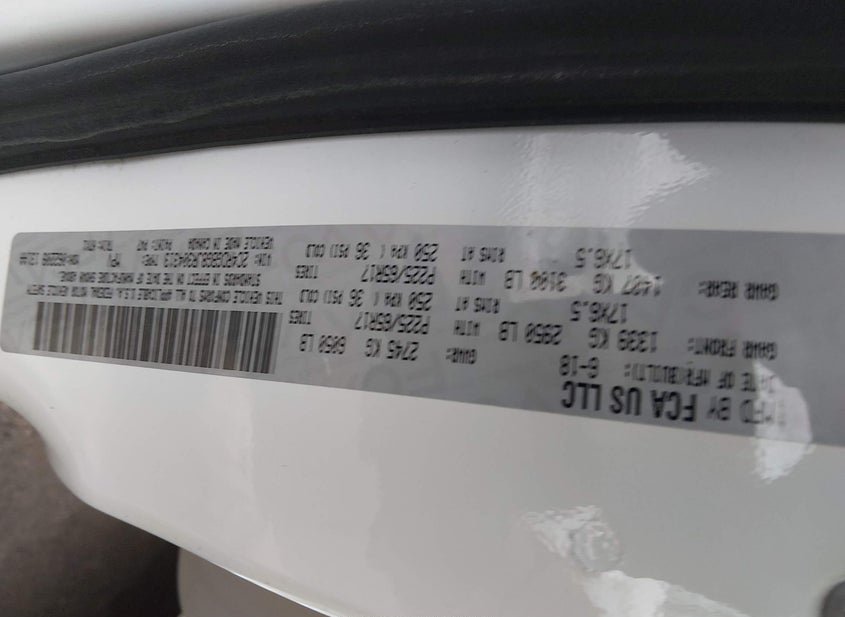 MFD BY FCA US LLC
DATE OF MFR(BUILT): 6-18
GVWR: 2745 KG 6050 LB
GAWR FRONT: 1339 KG 2950 LB WITH P225/65R17 TIRES
17X6.5 RIMS AT 250 KPA ( 36 PSI) COLD
GAWR REAR: 1407 KG 3100 LB WITH P225/65R17 TIRES
17X6.5 RIMS AT 250 KPA ( 36 PSI) COLD
THIS VEHICLE CONFORMS TO ALL APPLICABLE U.S.A. FEDERAL MOTOR VEHICLE SAFETY
STANDARDS IN EFFECT ON THE DATE OF MANUFACTURE SHOWN ABOVE.
VIN: TYPE: MPV
VEHICLE MADE IN CANADA PAINT: PW7 TRIM: